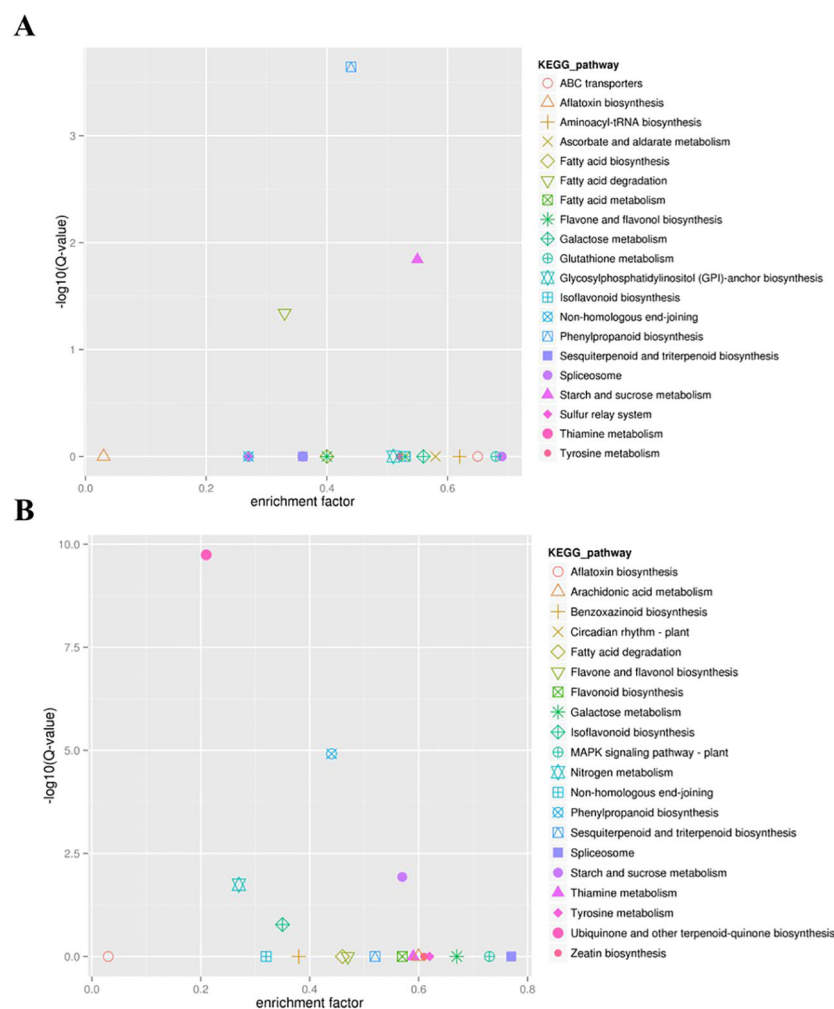 A
KEGG_pathway
ABC transporters
Aflatoxin biosynthesis
Aminoacyl-tRNA biosynthesis
Ascorbate and aldarate metabolism
Fatty acid biosynthesis
Fatty acid degradation
Fatty acid metabolism
Flavone and flavonol biosynthesis
Galactose metabolism
Glutathione metabolism
Glycosylphosphatidylinositol (GPI)-anchor biosynthesis
Isoflavonoid biosynthesis
Non-homologous end-joining
Phenylpropanoid biosynthesis
Sesquiterpenoid and triterpenoid biosynthesis
Spliceosome
Starch and sucrose metabolism
Sulfur relay system
Thiamine metabolism
Tyrosine metabolism
-log10(Q-value)
3
2
1
0
0.0 0.2 0.4 0.6
enrichment factor
B
KEGG_pathway
Aflatoxin biosynthesis
Arachidonic acid metabolism
Benzoxazinoid biosynthesis
Circadian rhythm - plant
Fatty acid degradation
Flavone and flavonol biosynthesis
Flavonoid biosynthesis
Galactose metabolism
Isoflavonoid biosynthesis
MAPK signaling pathway - plant
Nitrogen metabolism
Non-homologous end-joining
Phenylpropanoid biosynthesis
Sesquiterpenoid and triterpenoid biosynthesis
Spliceosome
Starch and sucrose metabolism
Thiamine metabolism
Tyrosine metabolism
Ubiquinone and other terpenoid-quinone biosynthesis
Zeatin biosynthesis
-log10(Q-value)
10.0
7.5
5.0
2.5
0.0
0.0 0.2 0.4 0.6 0.8
enrichment factor